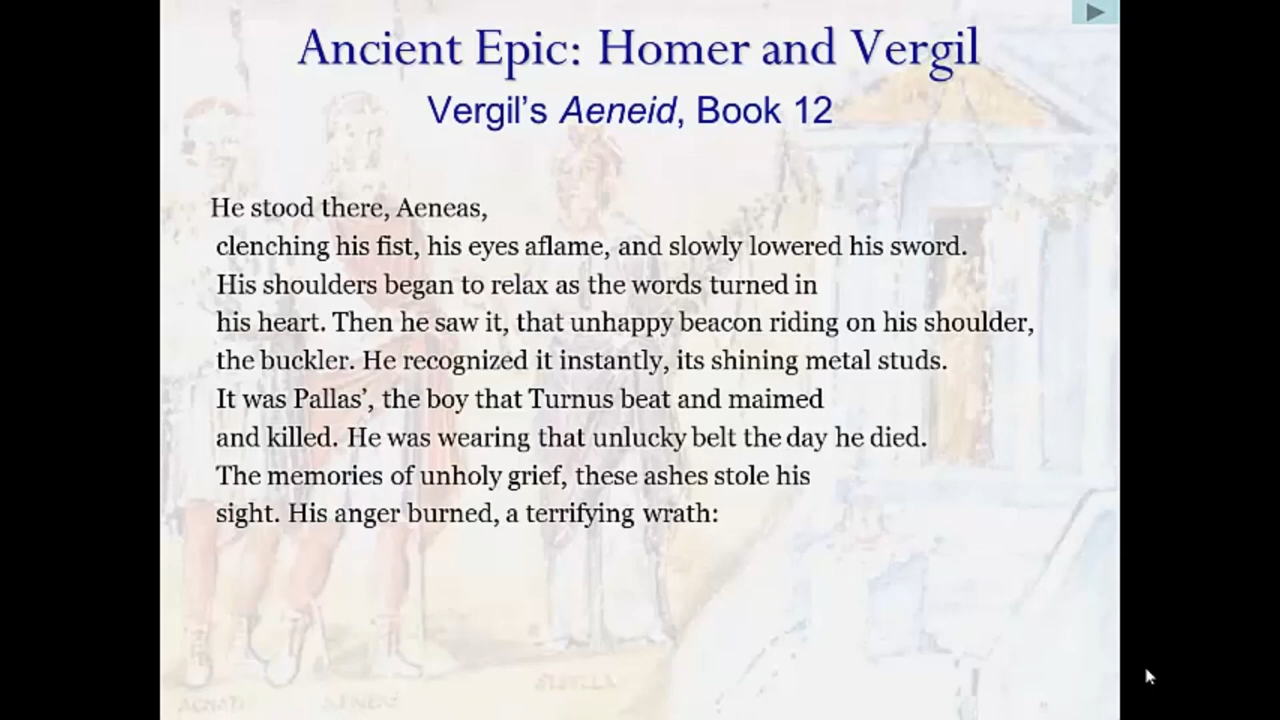 Ancient Epic: Homer and Vergil
Vergil's Aeneid, Book 12
He stood there, Aeneas,
clenching his fist, his eyes aflame, and slowly lowered his sword.
His shoulders began to relax as the words turned in
his heart. Then he saw it, that unhappy beacon riding on his shoulder,
the buckler. He recognized it instantly, its shining metal studs.
It was Pallas', the boy that Turnus beat and maimed
and killed. He was wearing that unlucky belt the day he died.
The memories of unholy grief, these ashes stole his
sight. His anger burned, a terrifying wrath: